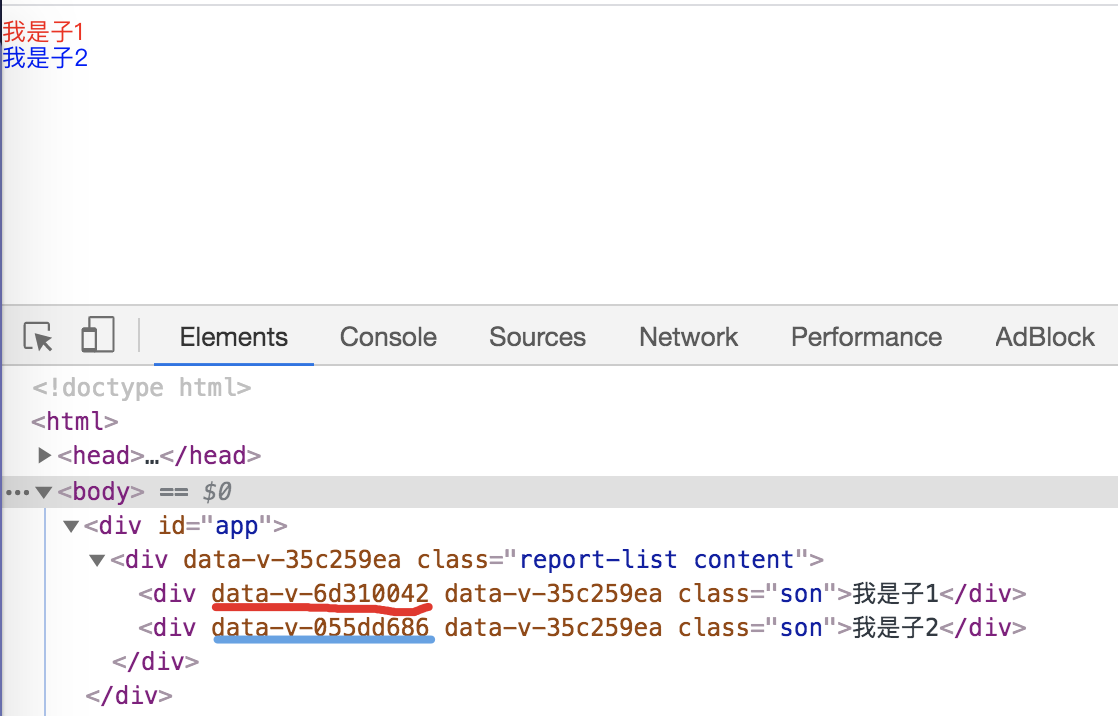 我是子1
我是子2
Elements Console Sources Network Performance AdBlock
<!doctype html>
<html>
▶<head>…</head>
•••▼<body> == $0
▼<div id="app">
▼<div data-v-35c259ea class="report-list content">
<div data-v-6d310042 data-v-35c259ea class="son">我是子1</div>
<div data-v-055dd686 data-v-35c259ea class="son">我是子2</div>
</div>
</div>